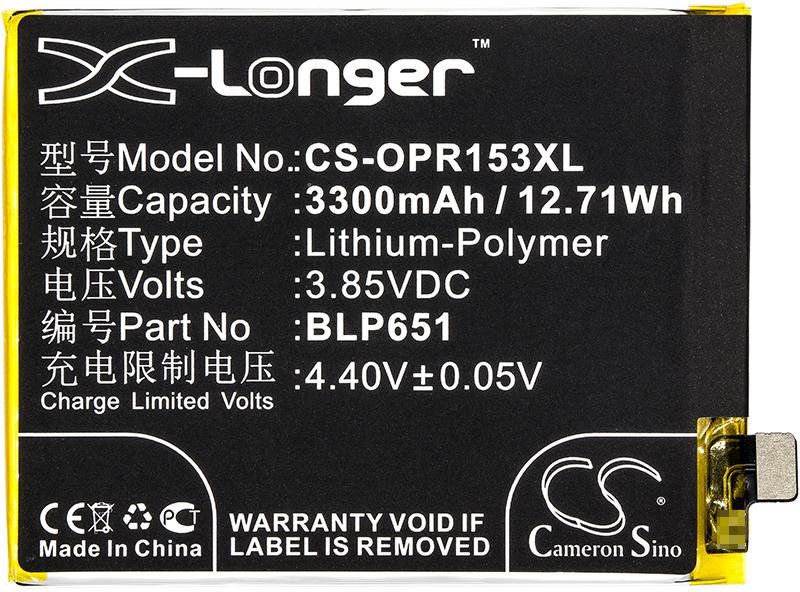 X-Longer™
型号Model No.:CS-OPR153XL
容量Capacity :3300mAh / 12.71Wh
规格Type :Lithium-Polymer
电压Volts :3.85VDC
编号Part No :BLP651
充电限制电压 :4.40V±0.05V
Charge Limited Volts
CE PCT
Made In China
WARRANTY VOID IF
LABEL IS REMOVED
CS®
Cameron Sino